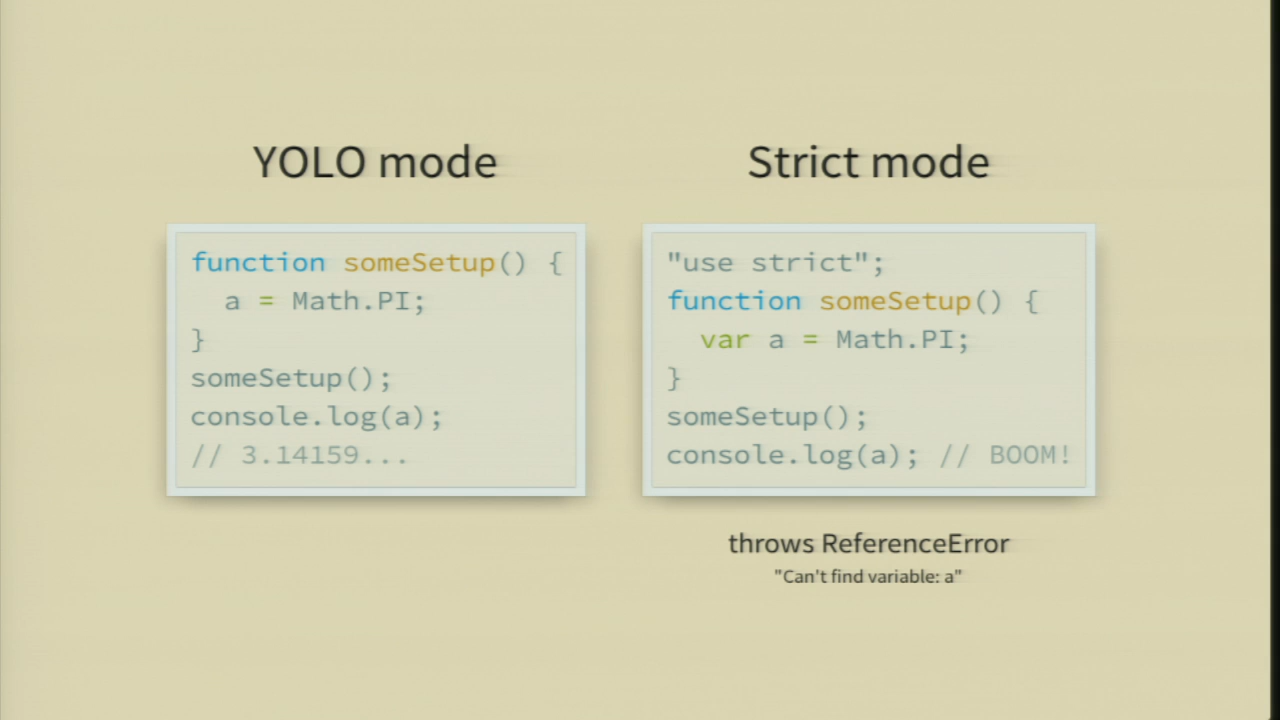 YOLO mode
function someSetup() {
  a = Math.PI;
}
someSetup();
console.log(a);
// 3.14159...
Strict mode
"use strict";
function someSetup() {
  var a = Math.PI;
}
someSetup();
console.log(a); // BOOM!
throws ReferenceError
"Can't find variable: a"